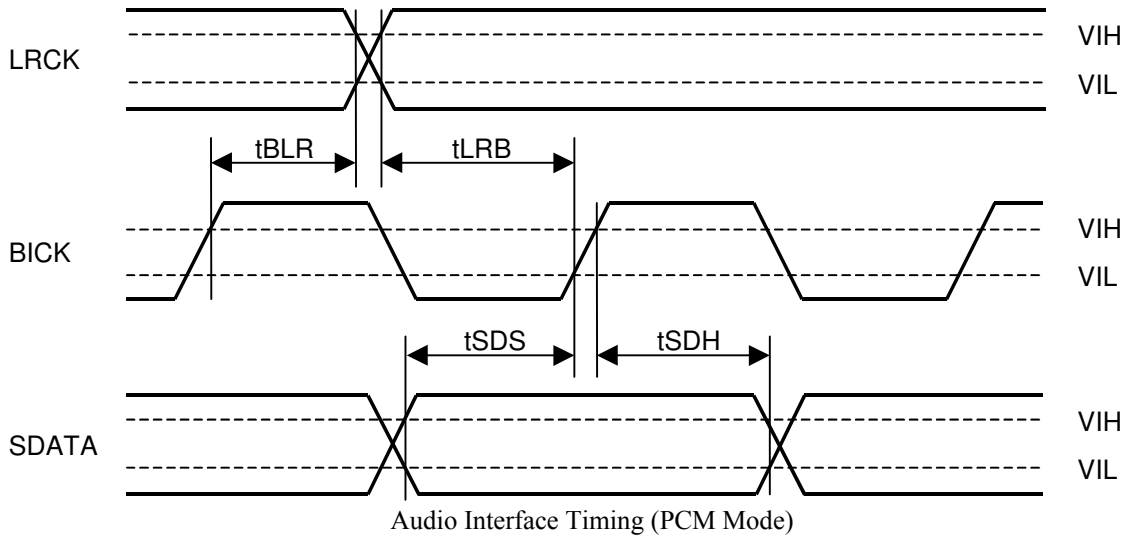 LRCK
VIH
VIL
tBLR
tLRB
BICK
VIH
VIL
tSDS
tSDH
SDATA
VIH
VIL
Audio Interface Timing (PCM Mode)